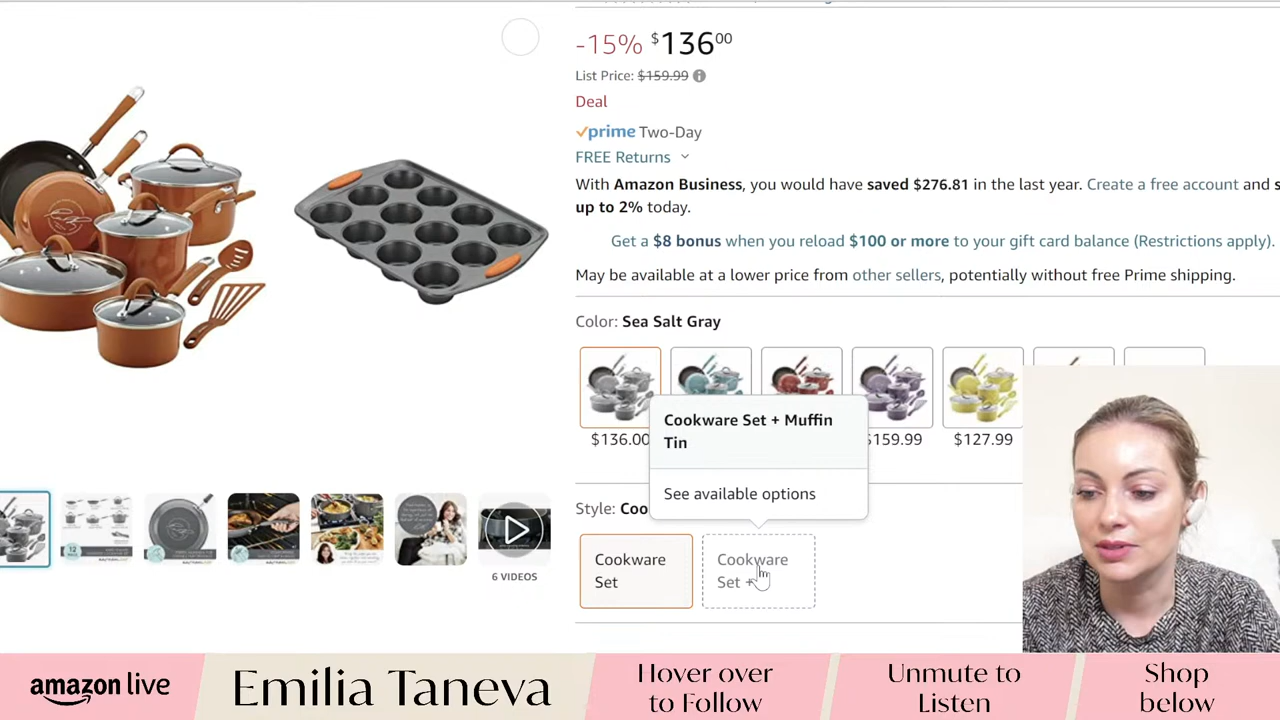 -15% $136⁰⁰
List Price: $159.99
Deal
prime Two-Day
FREE Returns
With Amazon Business, you would have saved $276.81 in the last year. Create a free account and s
up to 2% today.
Get a $8 bonus when you reload $100 or more to your gift card balance (Restrictions apply).
May be available at a lower price from other sellers, potentially without free Prime shipping.
Color: Sea Salt Gray
$136.00
$159.99
$127.99
Cookware Set + Muffin
Tin
See available options
Style: Coo
Cookware
Set
Cookware
Set +
6 VIDEOS
amazon live
Emilia Taneva
Hover over
to Follow
Unmute to
Listen
Shop
below